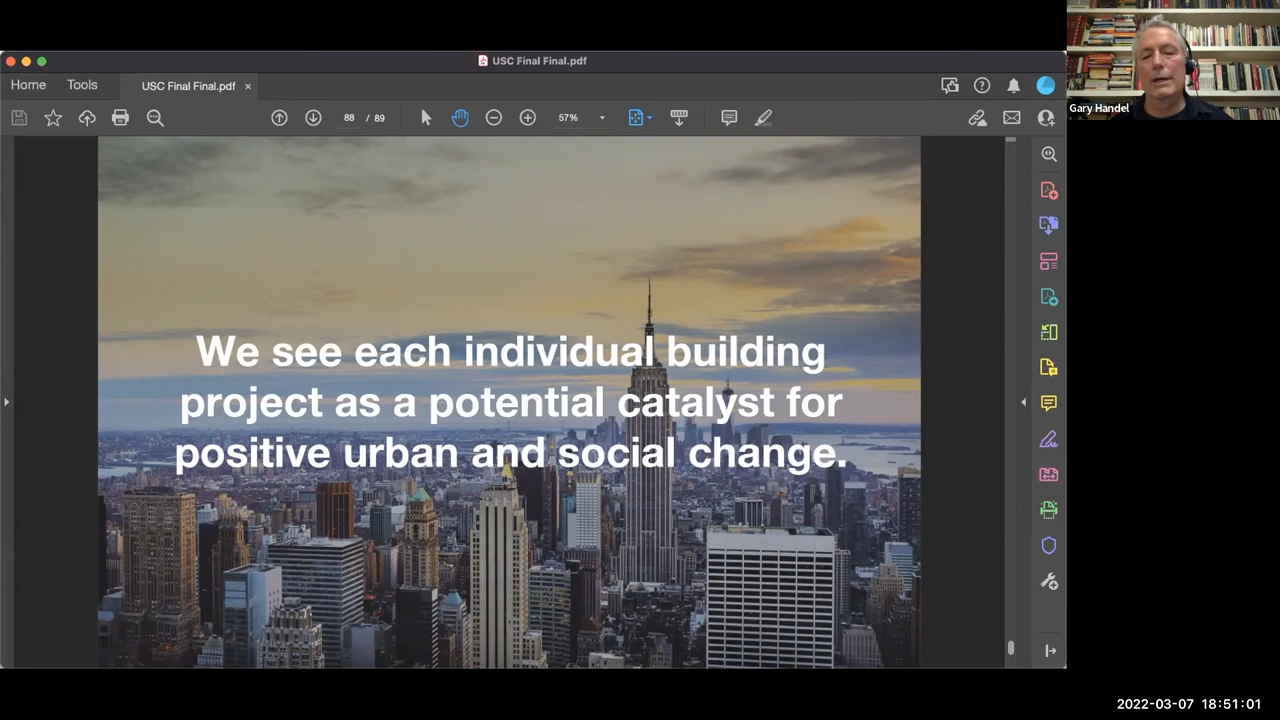 USC Final Final.pdf
Home
Tools
USC Final Final.pdf
88
89
57%
Gary Handel
We see each individual building
project as a potential catalyst for
positive urban and social change.
2022-03-07 18:51:01